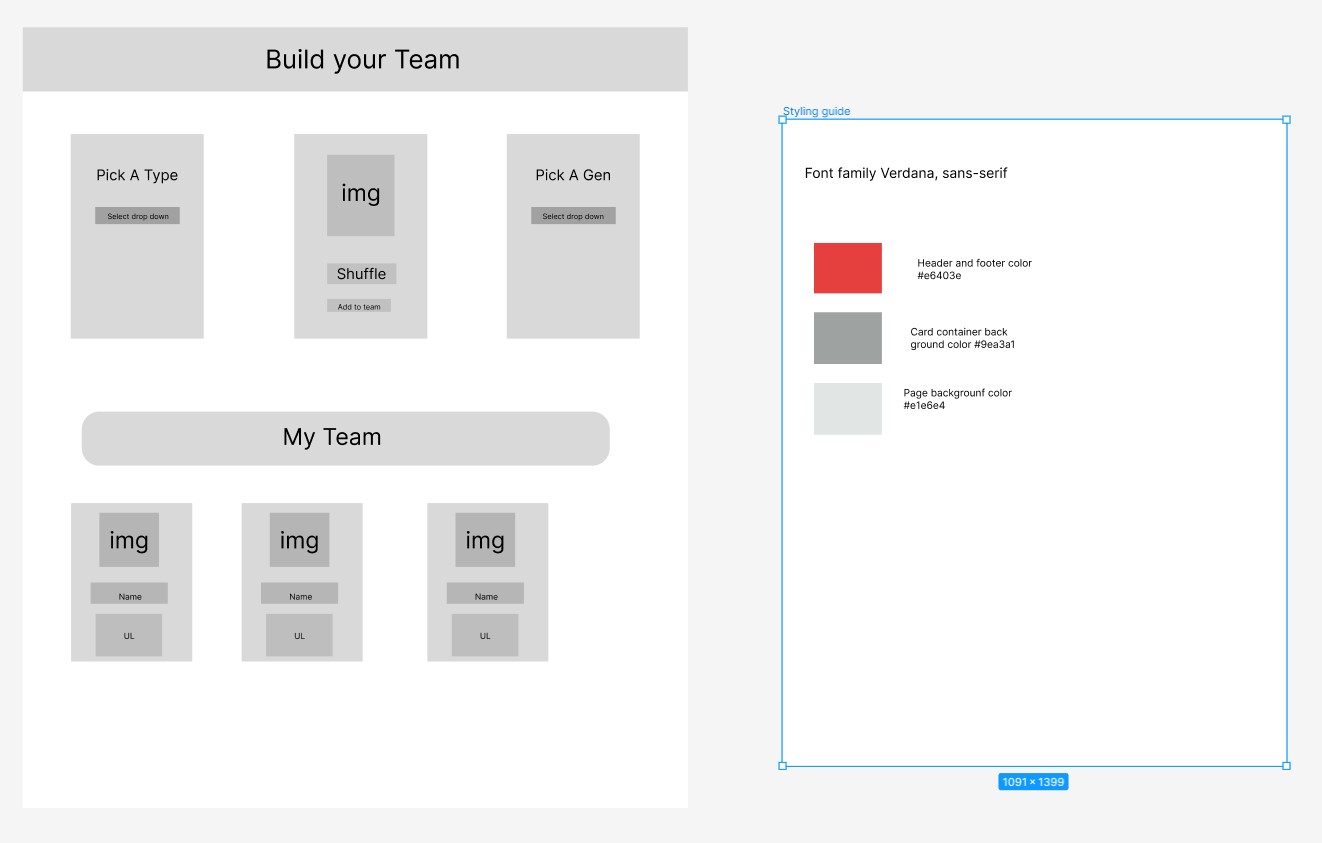 Build your Team
Pick A Type
Select drop down
img
Shuffle
Add to team
Pick A Gen
Select drop down
My Team
img
Name
UL
img
Name
UL
img
Name
UL
Styling guide
Font family Verdana, sans-serif
Header and footer color
#e6403e
Card container back
ground color #9ea3a1
Page backgrounf color
#e1e6e4
1091 × 1399